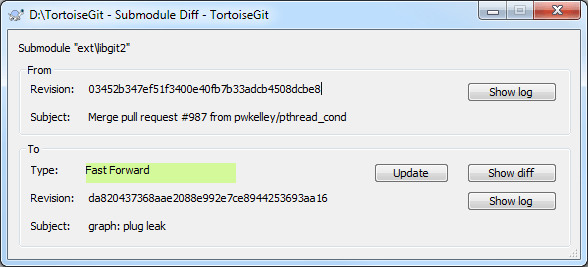 D:\TortoiseGit - Submodule Diff - TortoiseGit
Submodule "ext\libgit2"
From
Revision: 03452b347ef51f3400e40fb7b33adcb4508dcbe8
Show log
Subject: Merge pull request #987 from pwkelley/pthread_cond
To
Type: Fast Forward
Update
Show diff
Revision: da820437368aae2088e992e7ce8944253693aa16
Show log
Subject: graph: plug leak